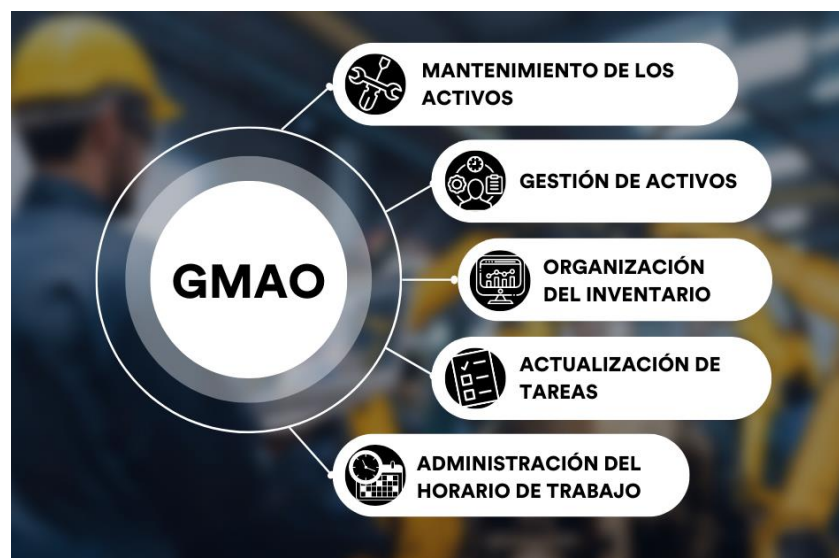 MANTENIMIENTO DE LOS
ACTIVOS
GESTIÓN DE ACTIVOS
GMAO
ORGANIZACIÓN
DEL INVENTARIO
ACTUALIZACIÓN DE
TAREAS
ADMINISTRACIÓN DEL
HORARIO DE TRABAJO